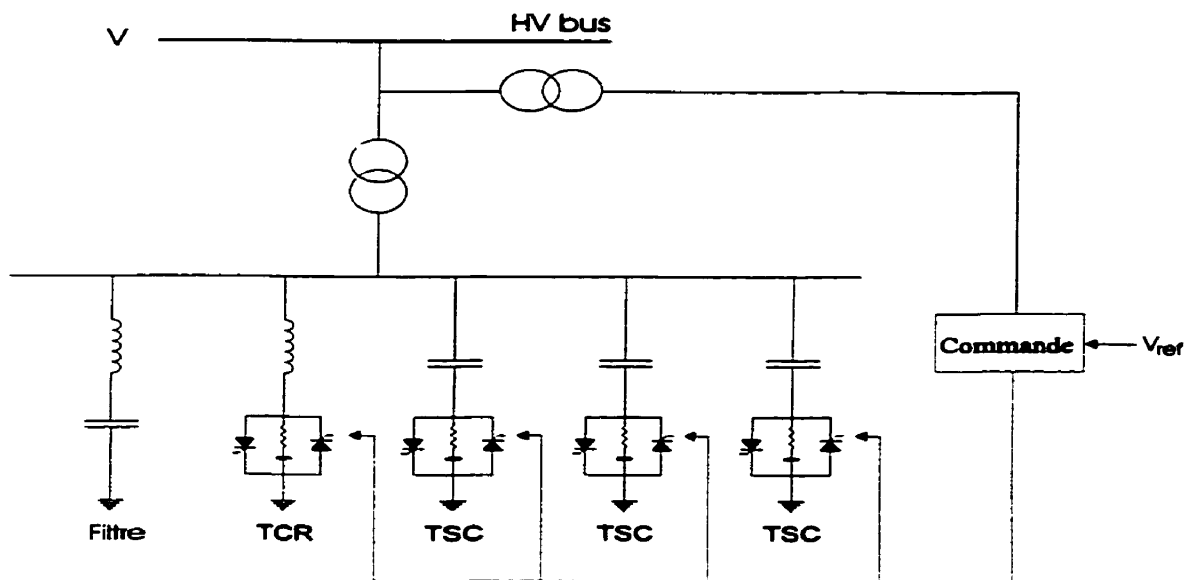 V
HV bus
Commande
Vref
Filtre
TCR
TSC
TSC
TSC